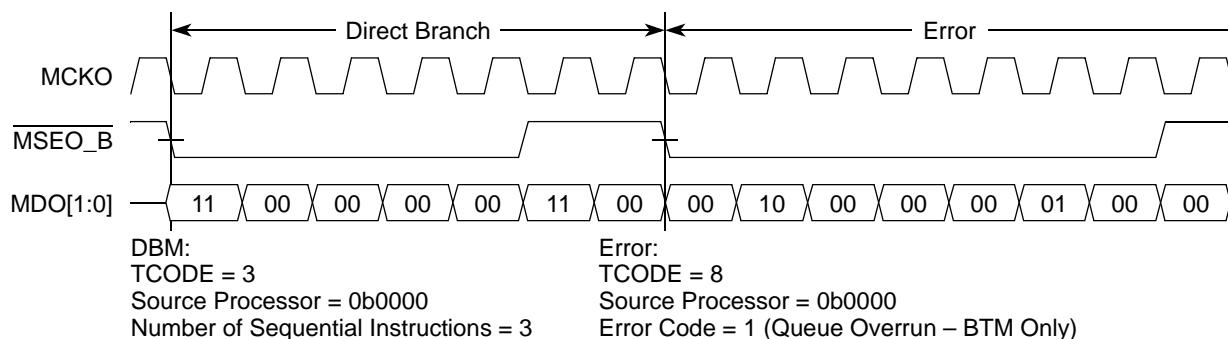 Direct Branch Error
MCKO
MSEO_B
MDO[1:0] 11 00 00 00 00 11 00 00 10 00 00 00 01 00 00
DBM:
TCODE = 3
Source Processor = 0b0000
Number of Sequential Instructions = 3
Error:
TCODE = 8
Source Processor = 0b0000
Error Code = 1 (Queue Overrun – BTM Only)